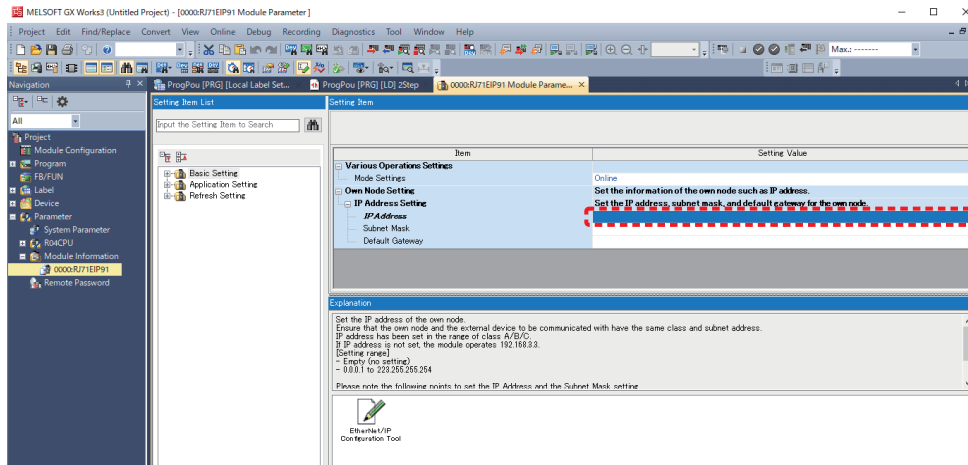 MELSOFT GX Works3 (Untitled Project) - [0000:RJ71EIP91 Module Parameter ]
Project Edit Find/Replace Convert View Online Debug Recording Diagnostics Tool Window Help
Max.: -------
Navigation
ProgPou [PRG] [Local Label Set...
ProgPou [PRG] [LD] 2Step
0000:RJ71EIP91 Module Parame...
All
Project
Module Configuration
Program
FB/FUN
Label
Device
Parameter
System Parameter
R04CPU
Module Information
0000:RJ71EIP91
Remote Password
Setting Item List
Input the Setting Item to Search
Basic Setting
Application Setting
Refresh Setting
Setting Item
Item Setting Value
Various Operations Settings
Mode Settings Online
Own Node Setting Set the information of the own node such as IP address.
IP Address Setting Set the IP address, subnet mask, and default gateway for the own node.
IP Address
Subnet Mask
Default Gateway
Explanation
Set the IP address of the own node.
Ensure that the own node and the external device to be communicated with have the same class and subnet address.
IP address has been set in the range of class A/B/C.
If IP address is not set, the module operates 192.168.3.3.
[Setting range]
- Empty (no setting)
- 0.0.0.1 to 223.255.255.254
Please note the following points to set the IP Address and the Subnet Mask setting
EtherNet/IP
Configuration Tool